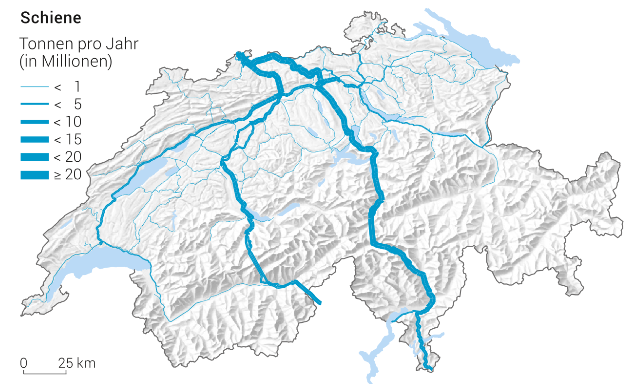 Schiene
Tonnen pro Jahr
(in Millionen)
< 1
< 5
< 10
< 15
< 20
≥ 20
0 25 km